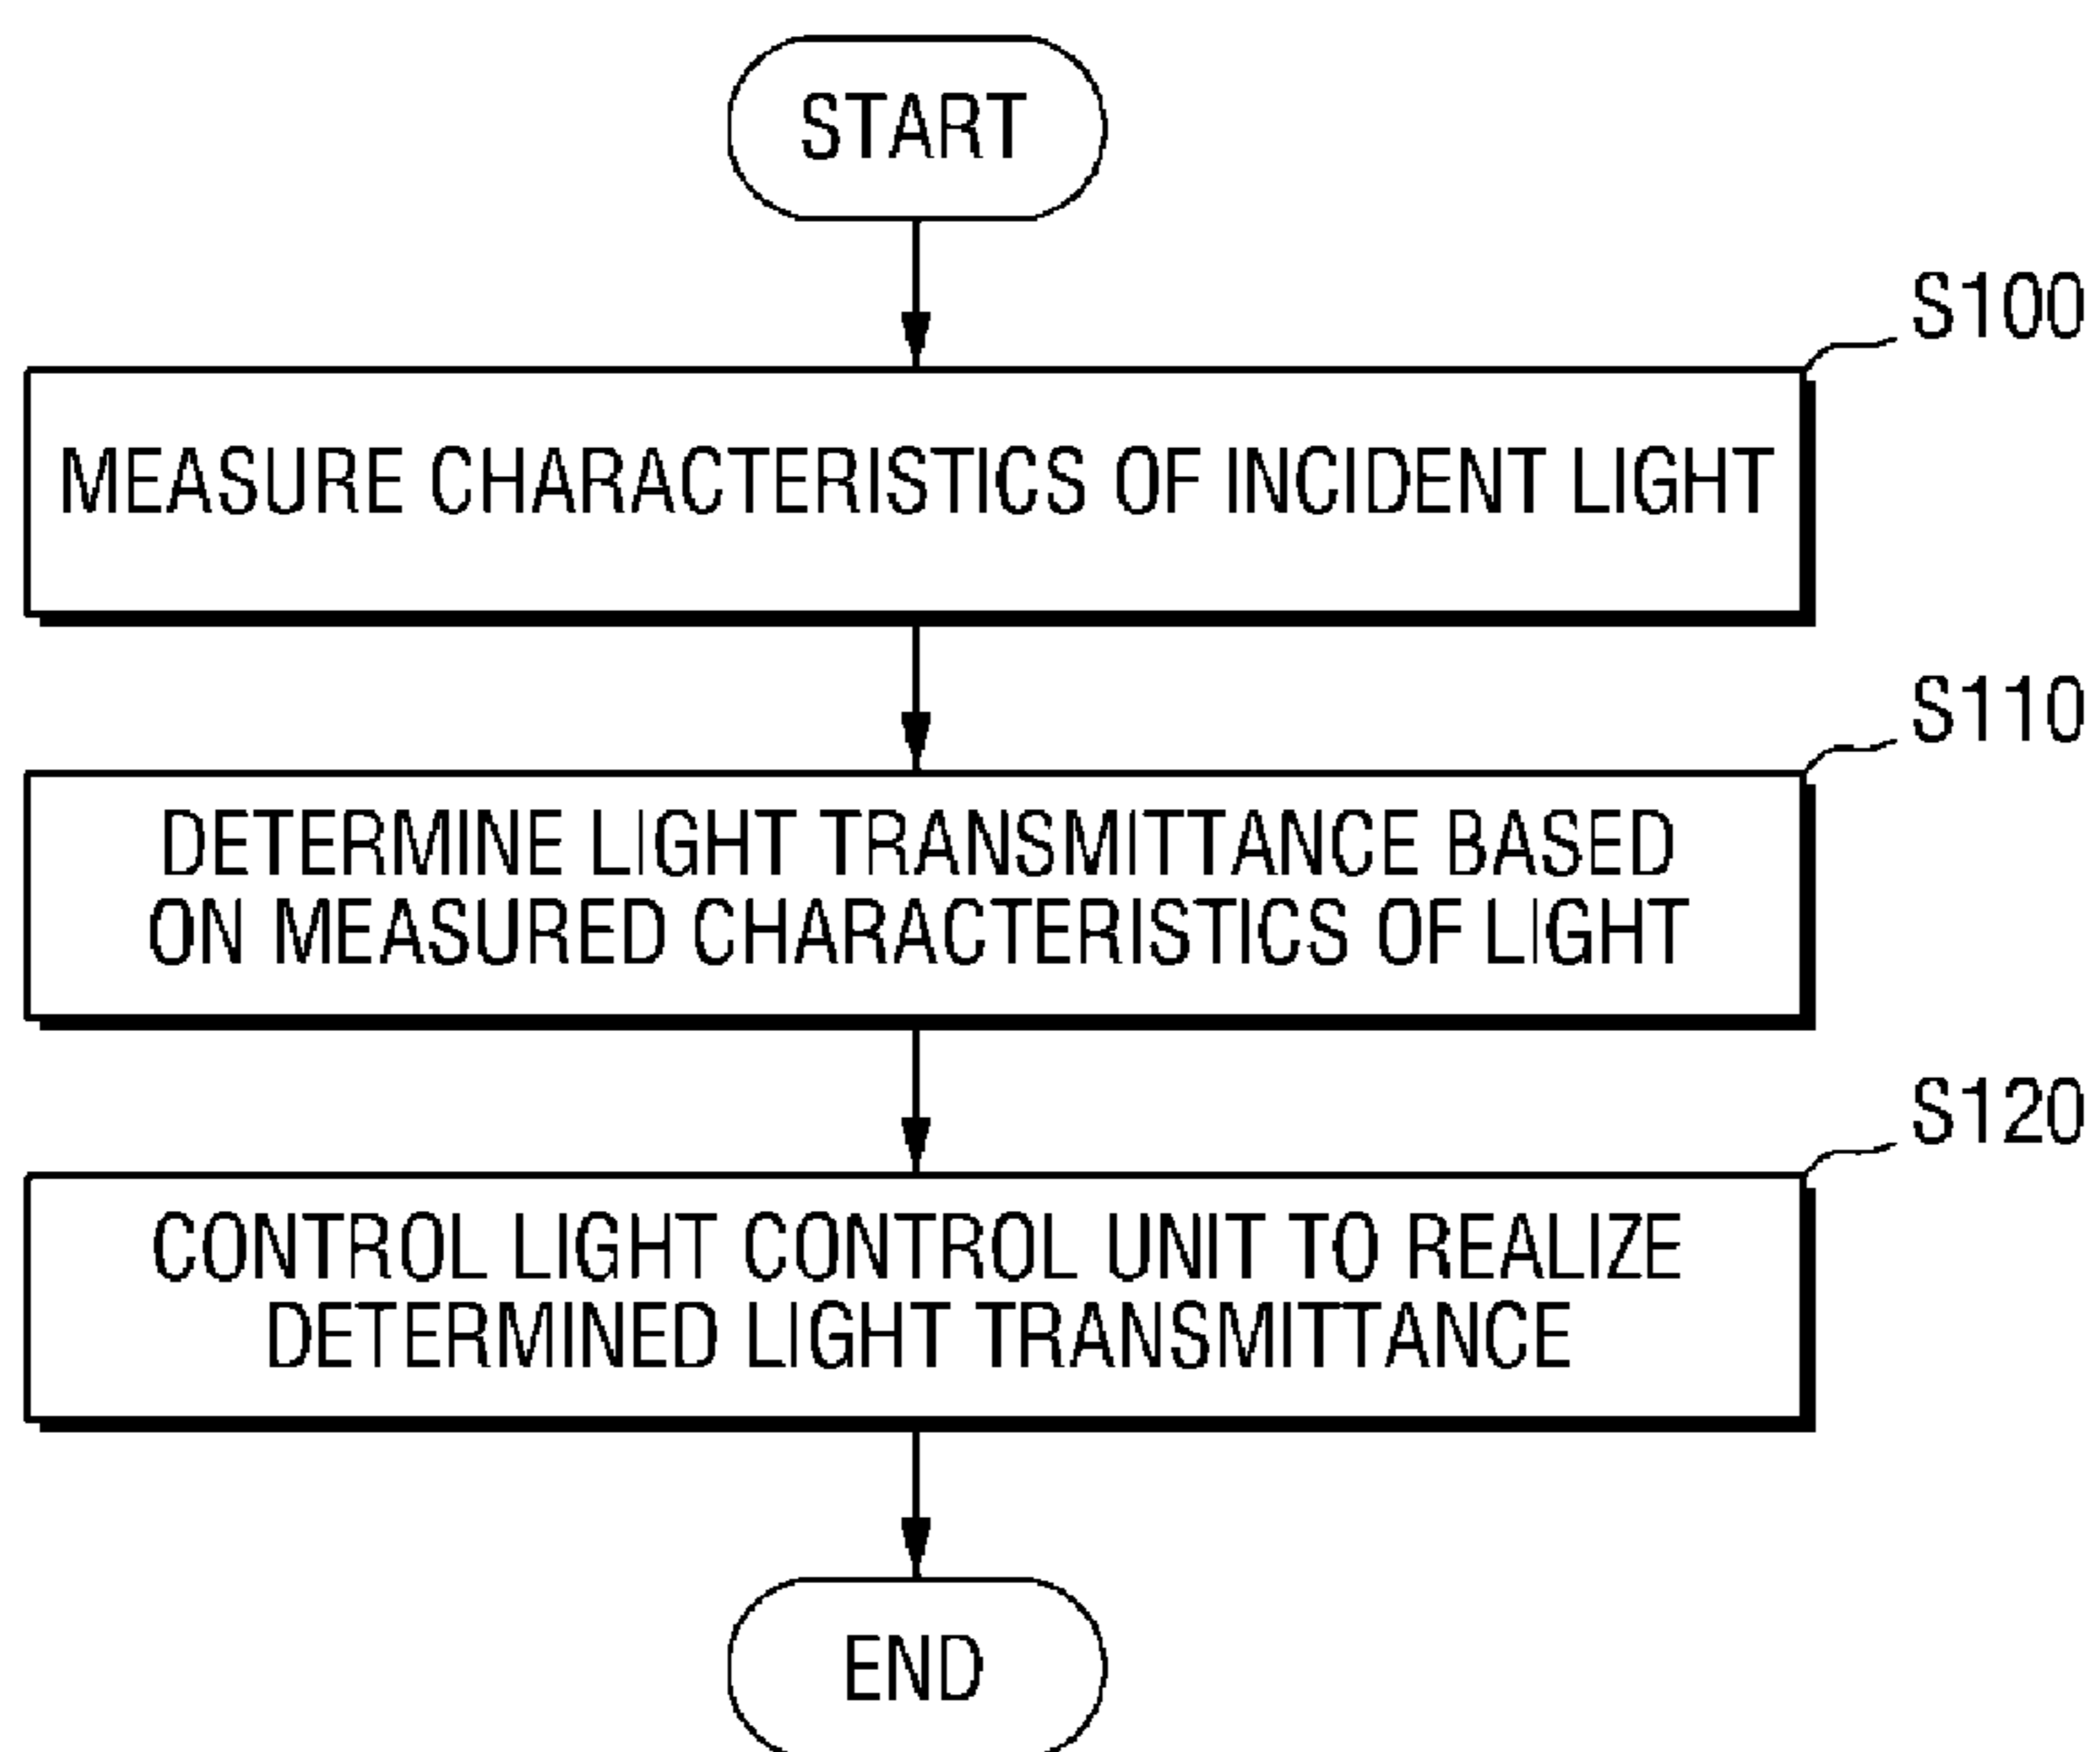 START
S100
MEASURE CHARACTERISTICS OF INCIDENT LIGHT
S110
DETERMINE LIGHT TRANSMITTANCE BASED
ON MEASURED CHARACTERISTICS OF LIGHT
S120
CONTROL LIGHT CONTROL UNIT TO REALIZE
DETERMINED LIGHT TRANSMITTANCE
END